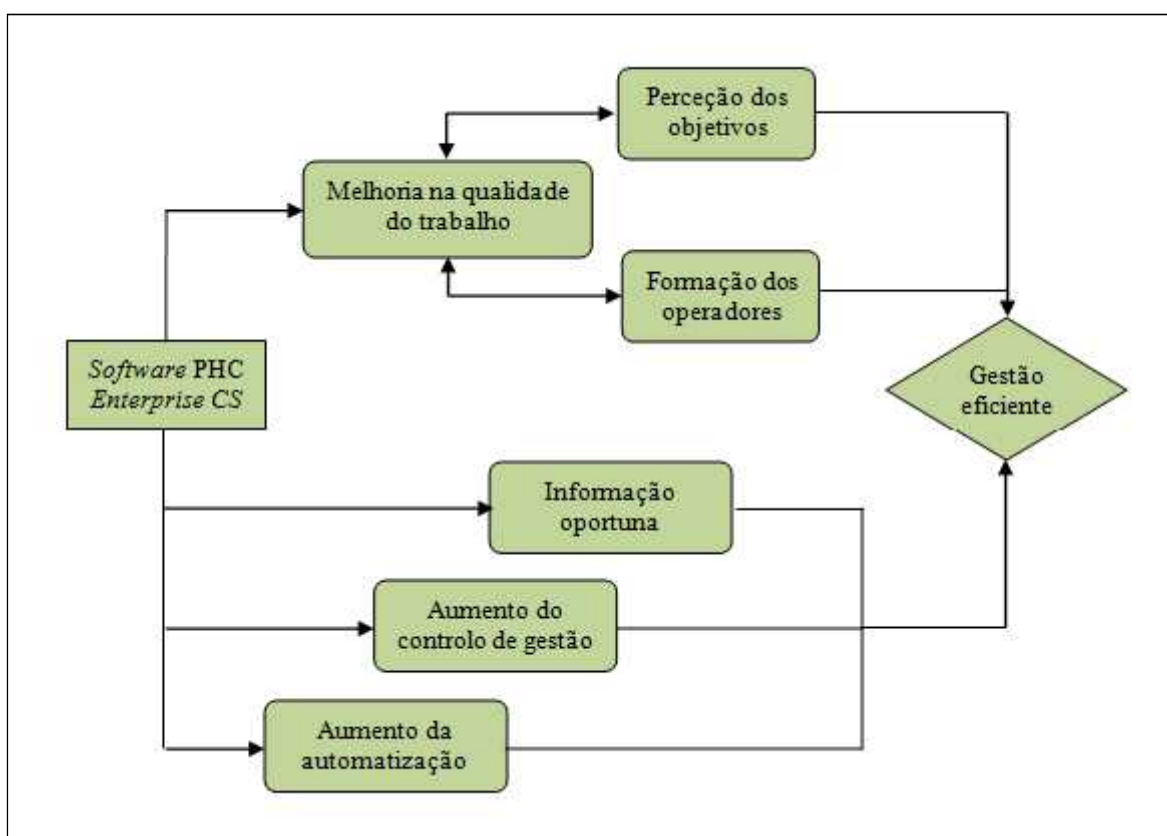 Perceção dos
objetivos
Melhoria na qualidade
do trabalho
Formação dos
operadores
Software PHC
Enterprise CS
Gestão
eficiente
Informação
oportuna
Aumento do
controlo de gestão
Aumento da
automatização